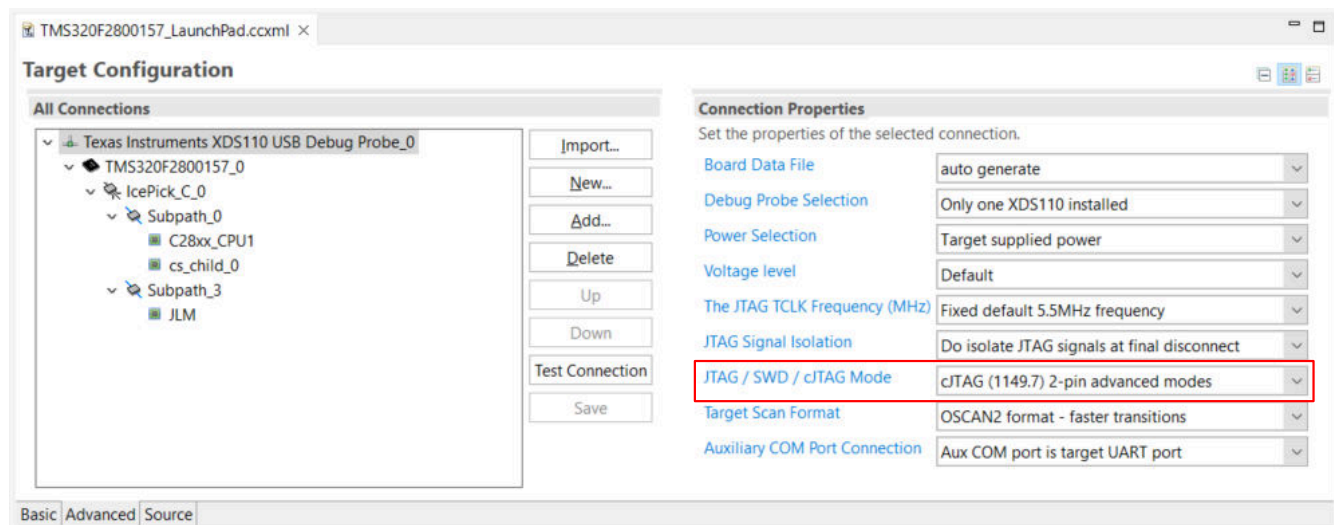 TMS320F2800157_LaunchPad.ccxml
Target Configuration
All Connections
Texas Instruments XDS110 USB Debug Probe_0
TMS320F2800157_0
IcePick_C_0
Subpath_0
C28xx_CPU1
cs_child_0
Subpath_3
JLM
Import...
New...
Add...
Delete
Up
Down
Test Connection
Save
Connection Properties
Set the properties of the selected connection.
Board Data File auto generate
Debug Probe Selection Only one XDS110 installed
Power Selection Target supplied power
Voltage level Default
The JTAG TCLK Frequency (MHz) Fixed default 5.5MHz frequency
JTAG Signal Isolation Do isolate JTAG signals at final disconnect
JTAG / SWD / cJTAG Mode cJTAG (1149.7) 2-pin advanced modes
Target Scan Format OSCAN2 format - faster transitions
Auxiliary COM Port Connection Aux COM port is target UART port
Basic Advanced Source